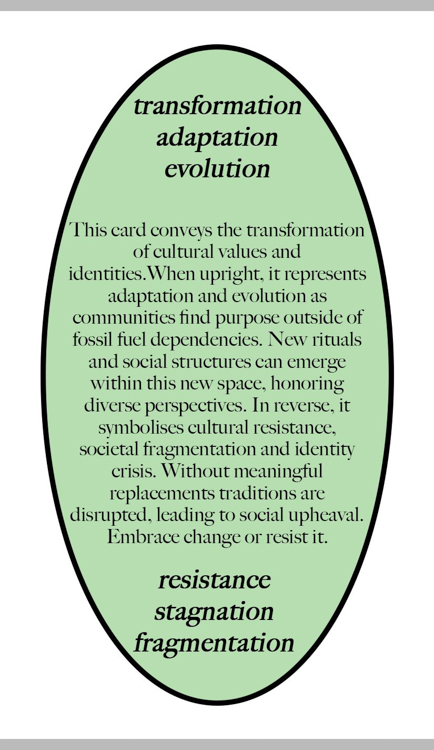 transformation
adaptation
evolution
This card conveys the transformation
of cultural values and
identities.When upright, it represents
adaptation and evolution as
communities find purpose outside of
fossil fuel dependencies. New rituals
and social structures can emerge
within this new space, honoring
diverse perspectives. In reverse, it
symbolises cultural resistance,
societal fragmentation and identity
crisis. Without meaningful
replacements traditions are
disrupted, leading to social upheaval.
Embrace change or resist it.
resistance
stagnation
fragmentation